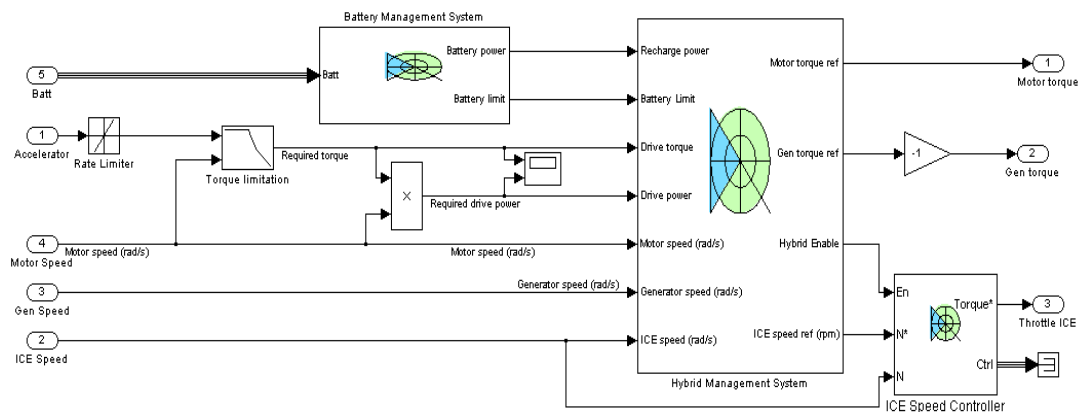 Battery Management System
5
Batt
Batt
Battery power
Battery limit
1
Accelerator
Rate Limiter
Torque limitation
Required torque
X
Required drive power
4
Motor Speed
Motor speed (rad/s)
Motor speed (rad/s)
3
Gen Speed
Generator speed (rad/s)
2
ICE Speed
Recharge power
Battery Limit
Drive torque
Drive power
Motor speed (rad/s)
Generator speed (rad/s)
ICE speed (rad/s)
Motor torque ref
Gen torque ref
Hybrid Enable
ICE speed ref (rpm)
Hybrid Management System
1
Motor torque
-1
2
Gen torque
En
N*
N
Torque*
Ctrl
ICE Speed Controller
3
Throttle ICE